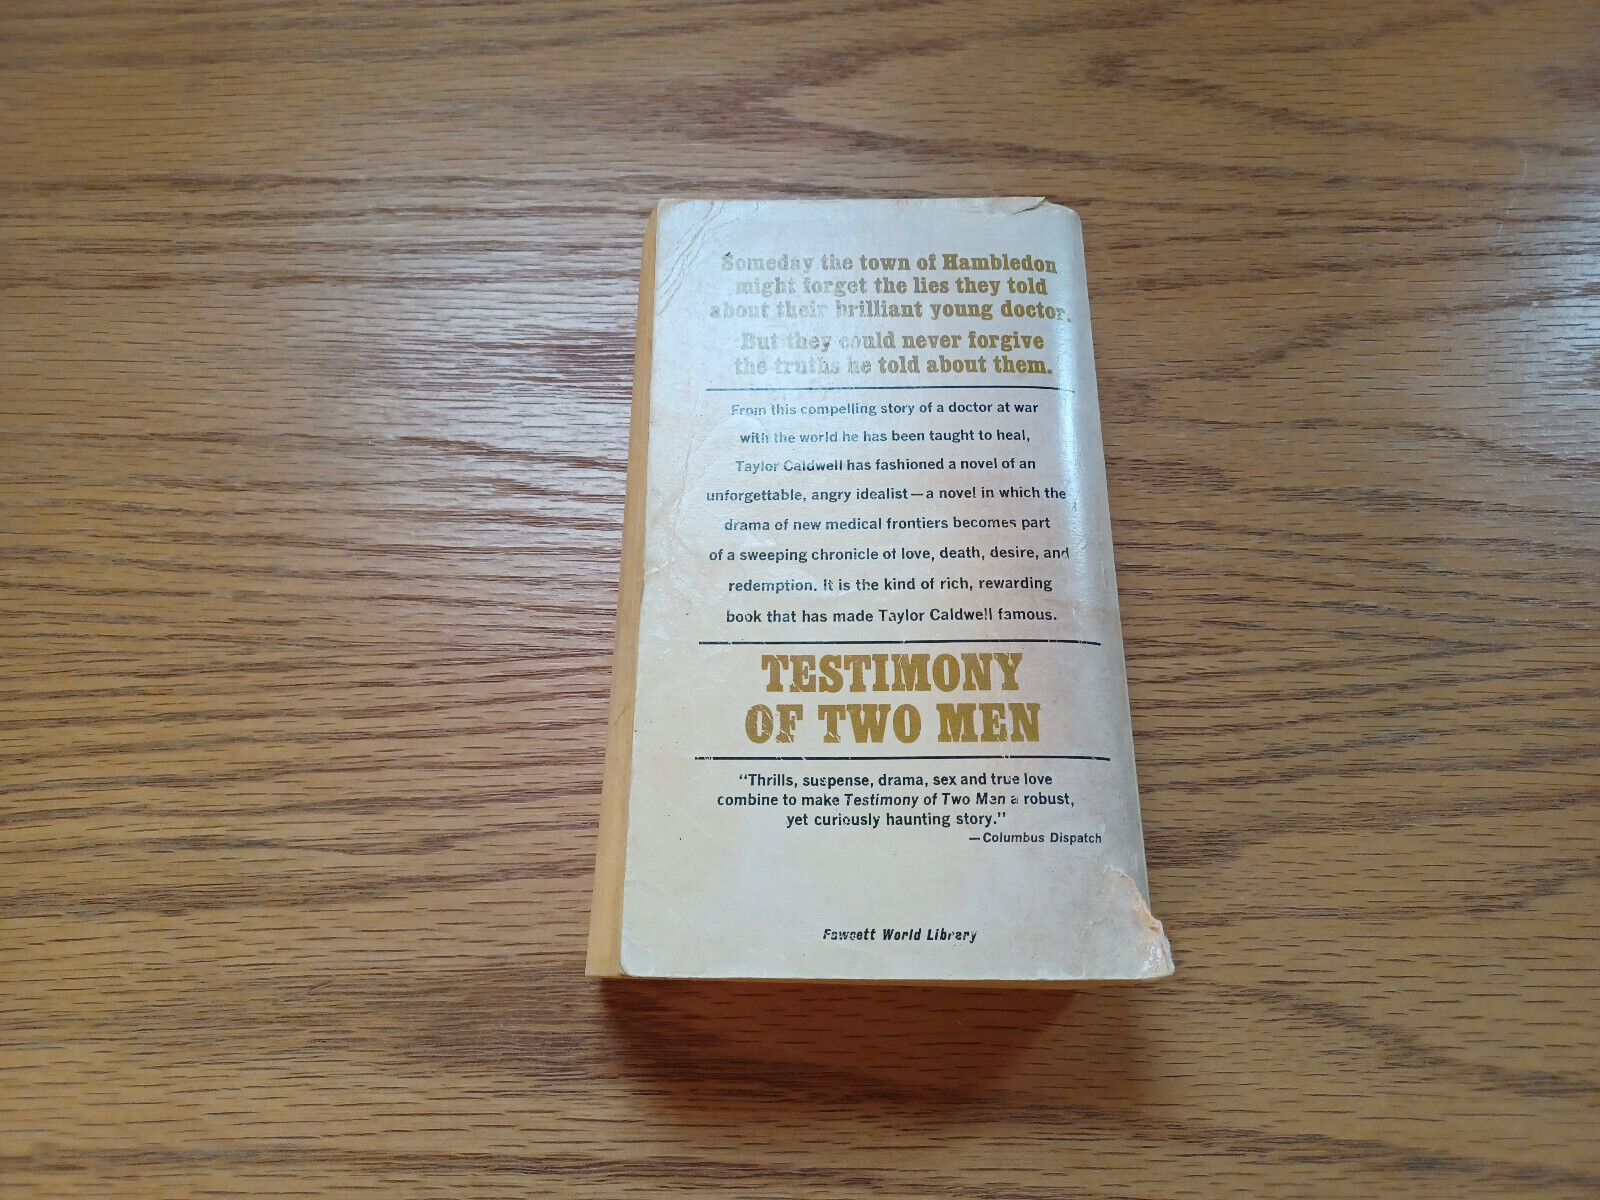 Someday the town of Hambledon
might forget the lies they told
about their brilliant young doctor.
But they could never forgive
the truths he told about them.
From this compelling story of a doctor at war
with the world he has been taught to heal,
Taylor Caldwell has fashioned a novel of an
unforgettable, angry idealist—a novel in which the
drama of new medical frontiers becomes part
of a sweeping chronicle of love, death, desire, and
redemption. It is the kind of rich, rewarding
book that has made Taylor Caldwell famous.
TESTIMONY
OF TWO MEN
"Thrills, suspense, drama, sex and true love
combine to make Testimony of Two Men a robust,
yet curiously haunting story."
—Columbus Dispatch
Fawcett World Library